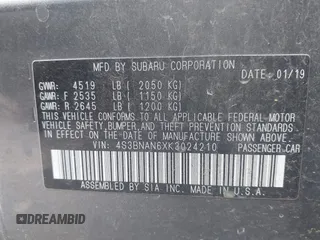 MFD BY SUBARU CORPORATION
DATE: 01/19
GVWR: 4519 LB ( 2050 KG)
GAWR: F 2535 LB ( 1150 KG)
GAWR: R 2645 LB ( 1200 KG)
THIS VEHICLE CONFORMS TO ALL APPLICABLE
FEDERAL MOTOR VEHICLE SAFETY, BUMPER, AND THEFT PREVENTION
STANDARDS IN EFFECT ON THE DATE OF
MANUFACTURE SHOWN ABOVE.
VIN: 4S3BNAN6XK3024210
PASSENGER CAR
ASSEMBLED BY SIA INC. MADE IN U.S.A.
DREAMBID